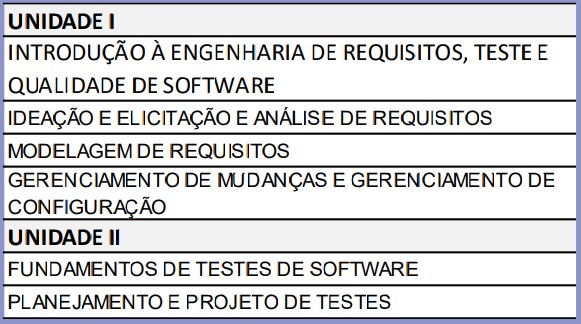 UNIDADE I
INTRODUÇÃO À ENGENHARIA DE REQUISITOS, TESTE E
QUALIDADE DE SOFTWARE
IDEAÇÃO E ELICITAÇÃO E ANÁLISE DE REQUISITOS
MODELAGEM DE REQUISITOS
GERENCIAMENTO DE MUDANÇAS E GERENCIAMENTO DE
CONFIGURAÇÃO
UNIDADE II
FUNDAMENTOS DE TESTES DE SOFTWARE
PLANEJAMENTO E PROJETO DE TESTES